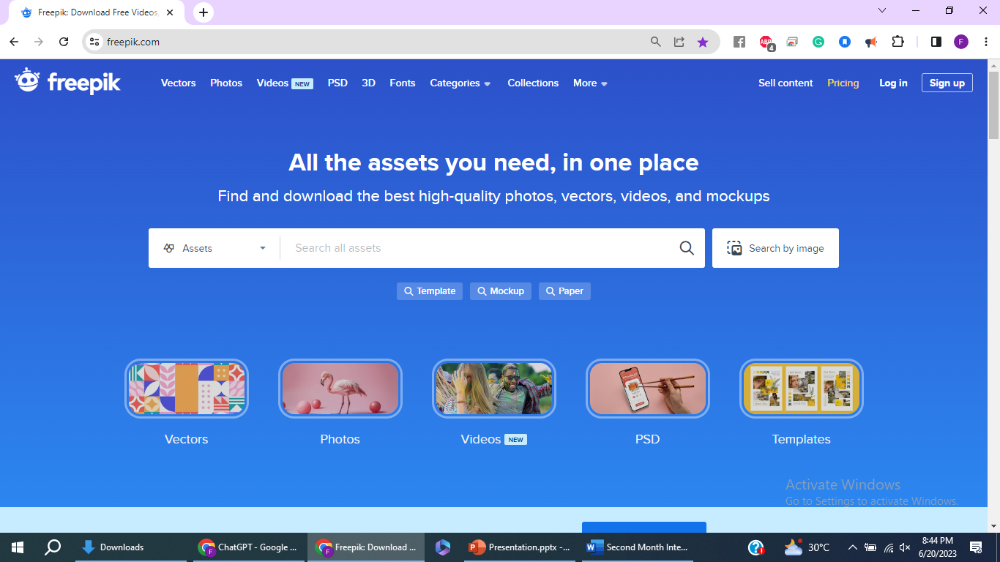 Freepik: Download Free Videos,
freepik.com
ABP
4
F
freepik
Vectors Photos Videos NEW PSD 3D Fonts Categories Collections More Sell content Pricing Log in Sign up
All the assets you need, in one place
Find and download the best high-quality photos, vectors, videos, and mockups
Assets Search all assets Search by image
Template Mockup Paper
Vectors Photos Videos NEW PSD Templates
Activate Windows
Go to Settings to activate Windows.
Downloads F ChatGPT - Google ... F Freepik: Download ... Presentation.pptx -... Second Month Inte... 30°C
8:44 PM
6/20/2023